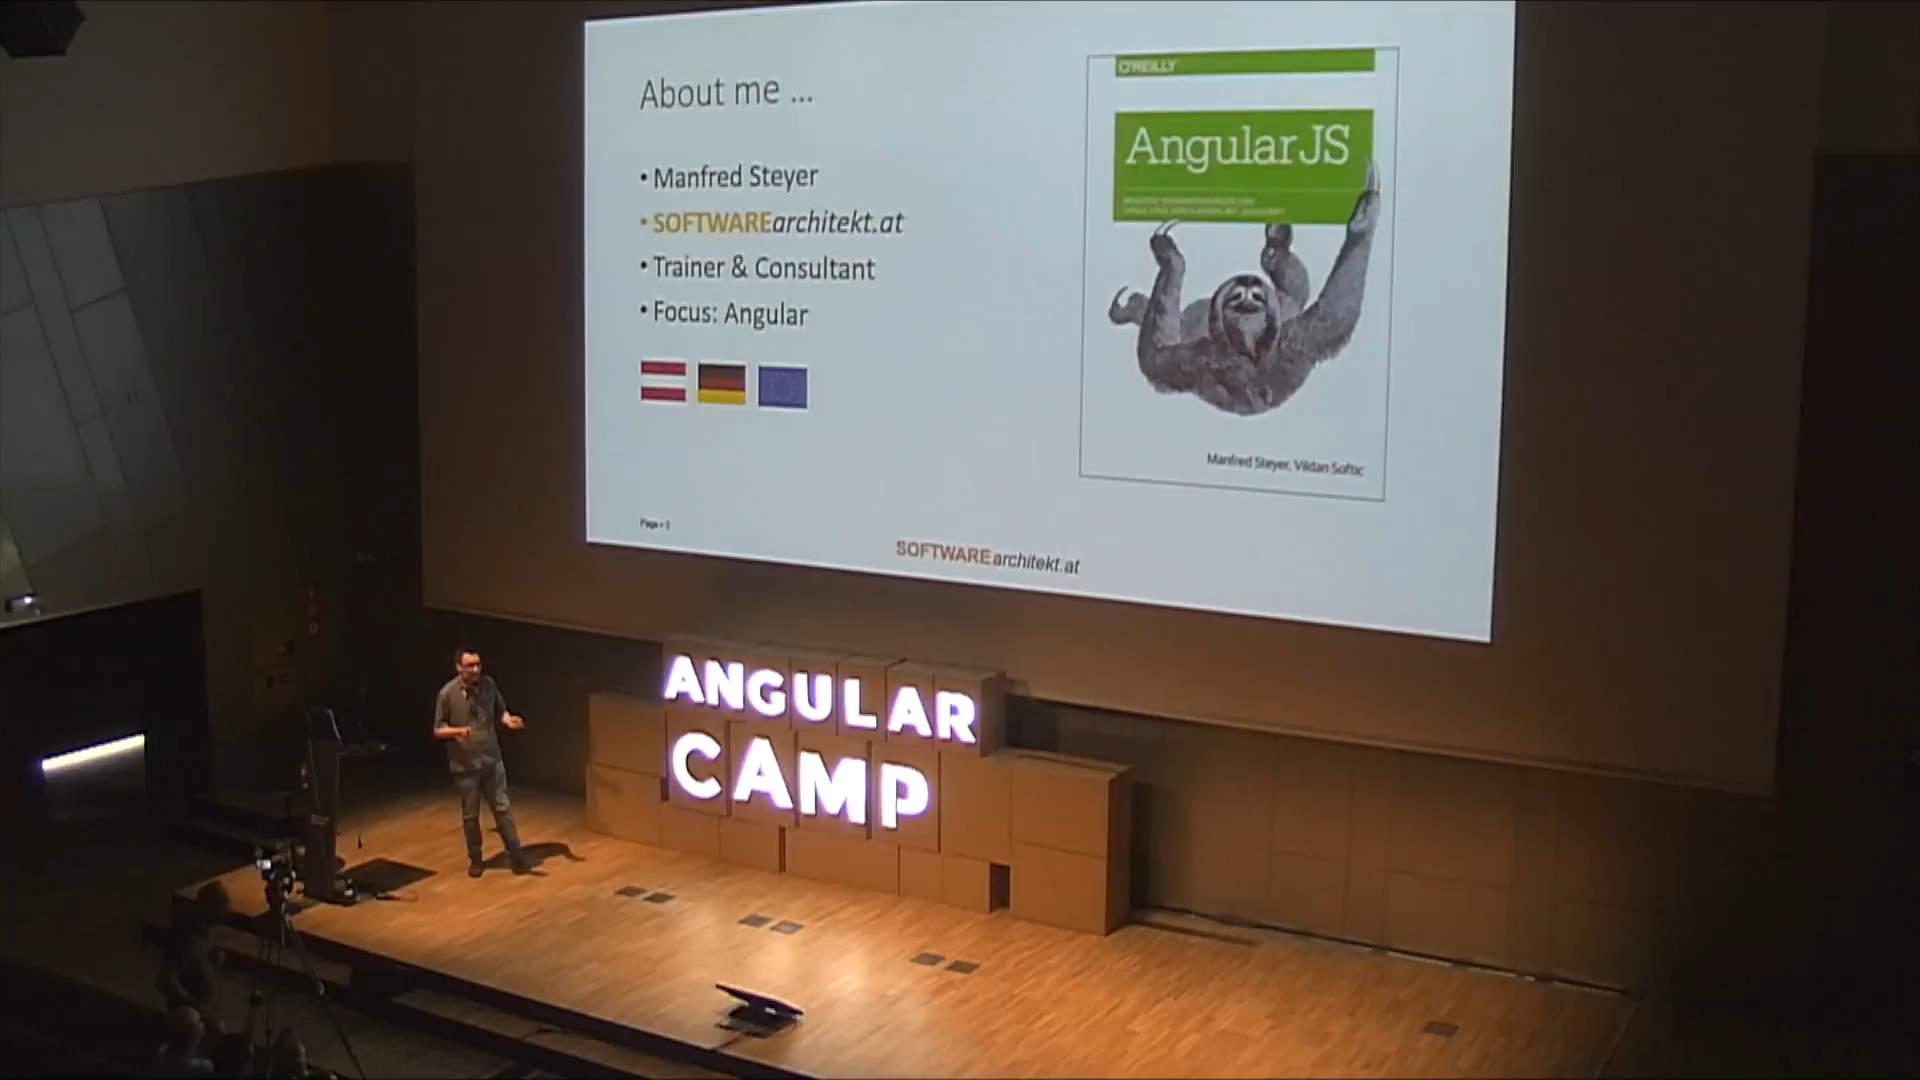 About me ...
• Manfred Steyer
• SOFTWAREarchitekt.at
• Trainer & Consultant
• Focus: Angular
O'REILLY
AngularJS
Manfred Steyer, Vildan Softic
Page
SOFTWAREarchitekt.at
ANGULAR
CAMP